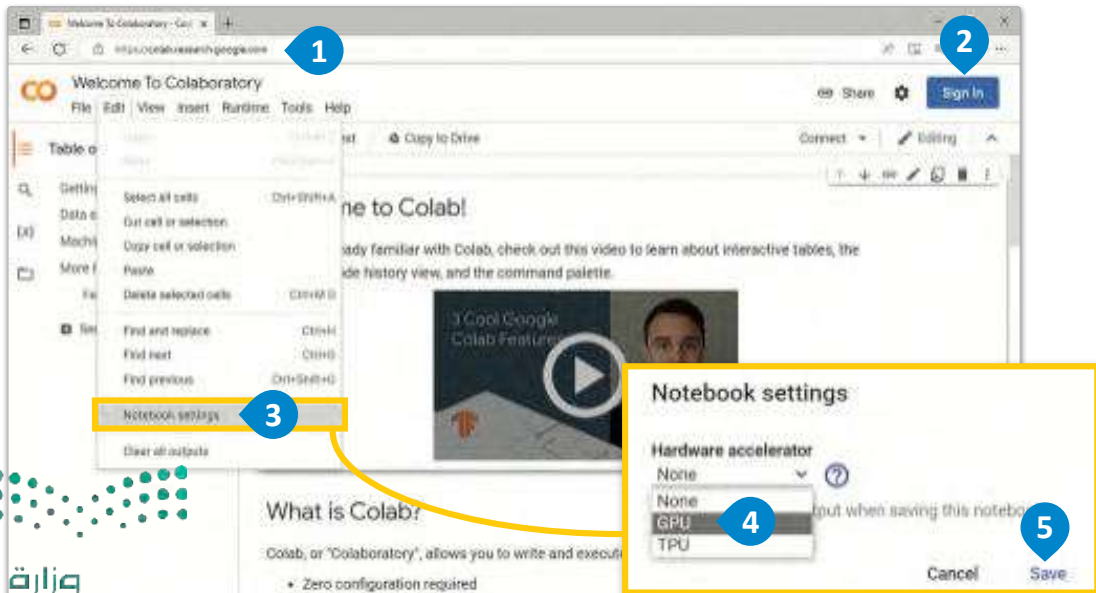 Welcome To Colaboratory - Col
https://colab.research.google.com
1
2
Welcome To Colaboratory
File Edit View Insert Runtime Tools Help
Share
Sign in
Copy to Drive
Connect
Editing
Table o
Gettin
Data
Machi
More
Select all cells Ctrl+Shift+A
Cut cell or selection
Copy cell or selection
Paste
Delete selected cells Ctrl+M D
Find and replace Ctrl+H
Find next Ctrl+G
Find previous Ctrl+Shift+G
Notebook settings
3
Clear all outputs
me to Colab!
ady familiar with Colab, check out this video to learn about interactive tables, the
de history view, and the command palette.
3 Cool Google
Colab Features
What is Colab?
Colab, or "Colaboratory", allows you to write and execut
• Zero configuration required
Notebook settings
Hardware accelerator
None
?
None
GPU
TPU
4
put when saving this notebo
5
Cancel
Save
وزارة